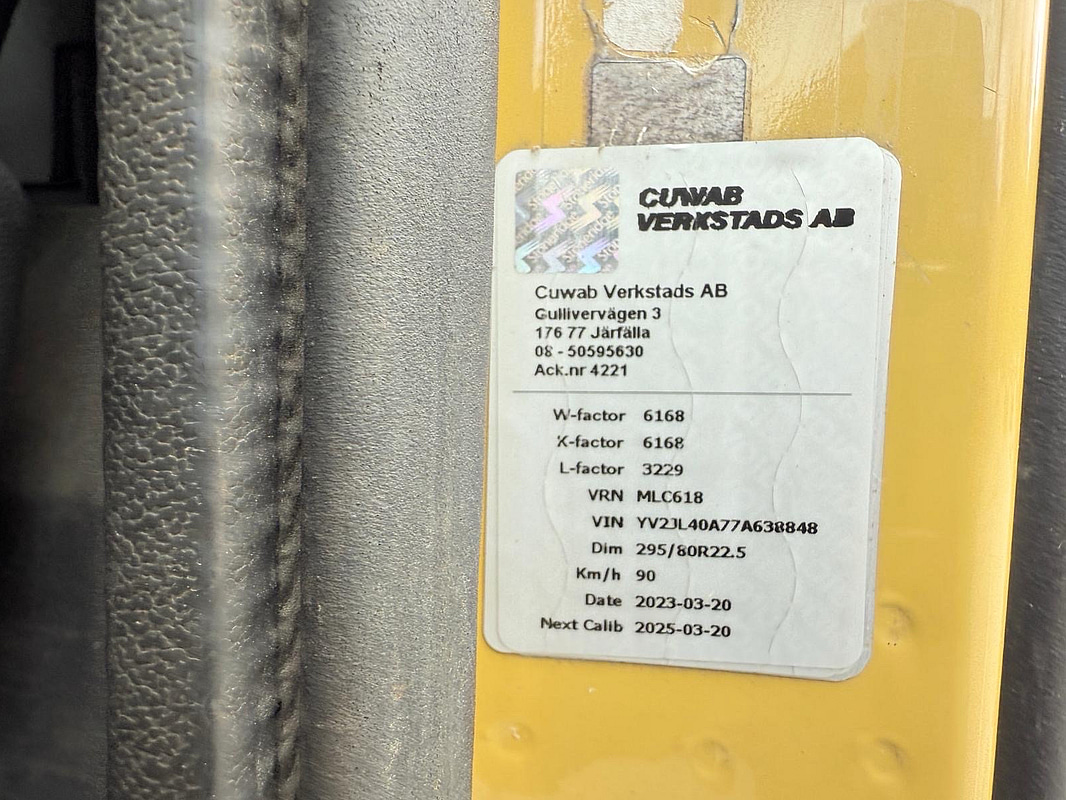 CUWAB
VERKSTADS AB
Cuwab Verkstads AB
Gullivervägen 3
176 77 Järfälla
08 - 50595630
Ack.nr 4221
W-factor 6168
X-factor 6168
L-factor 3229
VRN MLC618
VIN YV2JL40A77A638848
Dim 295/80R22.5
Km/h 90
Date 2023-03-20
Next Calib 2025-03-20